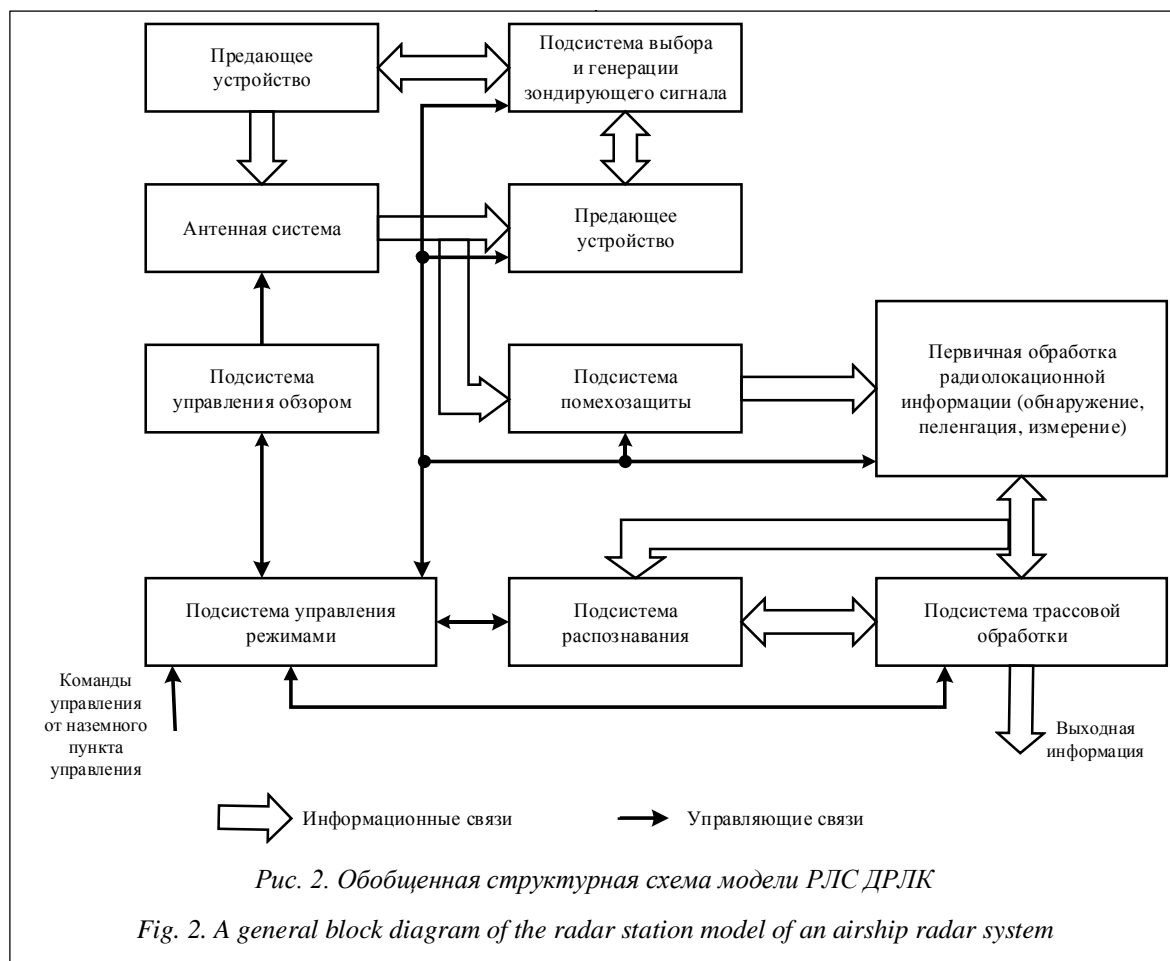 Предающее
устройство
Подсистема выбора
и генерации
зондирующего сигнала
Антенная система
Предающее
устройство
Подсистема
управления обзором
Подсистема
помехозащиты
Первичная обработка
радиолокационной
информации (обнаружение,
пеленгация, измерение)
Подсистема управления
режимами
Подсистема
распознавания
Подсистема трассовой
обработки
Команды
управления
от наземного
пункта
управления
Выходная
информация
Информационные связи
Управляющие связи
Рис. 2. Обобщенная структурная схема модели РЛС ДРЛК
Fig. 2. A general block diagram of the radar station model of an airship radar system